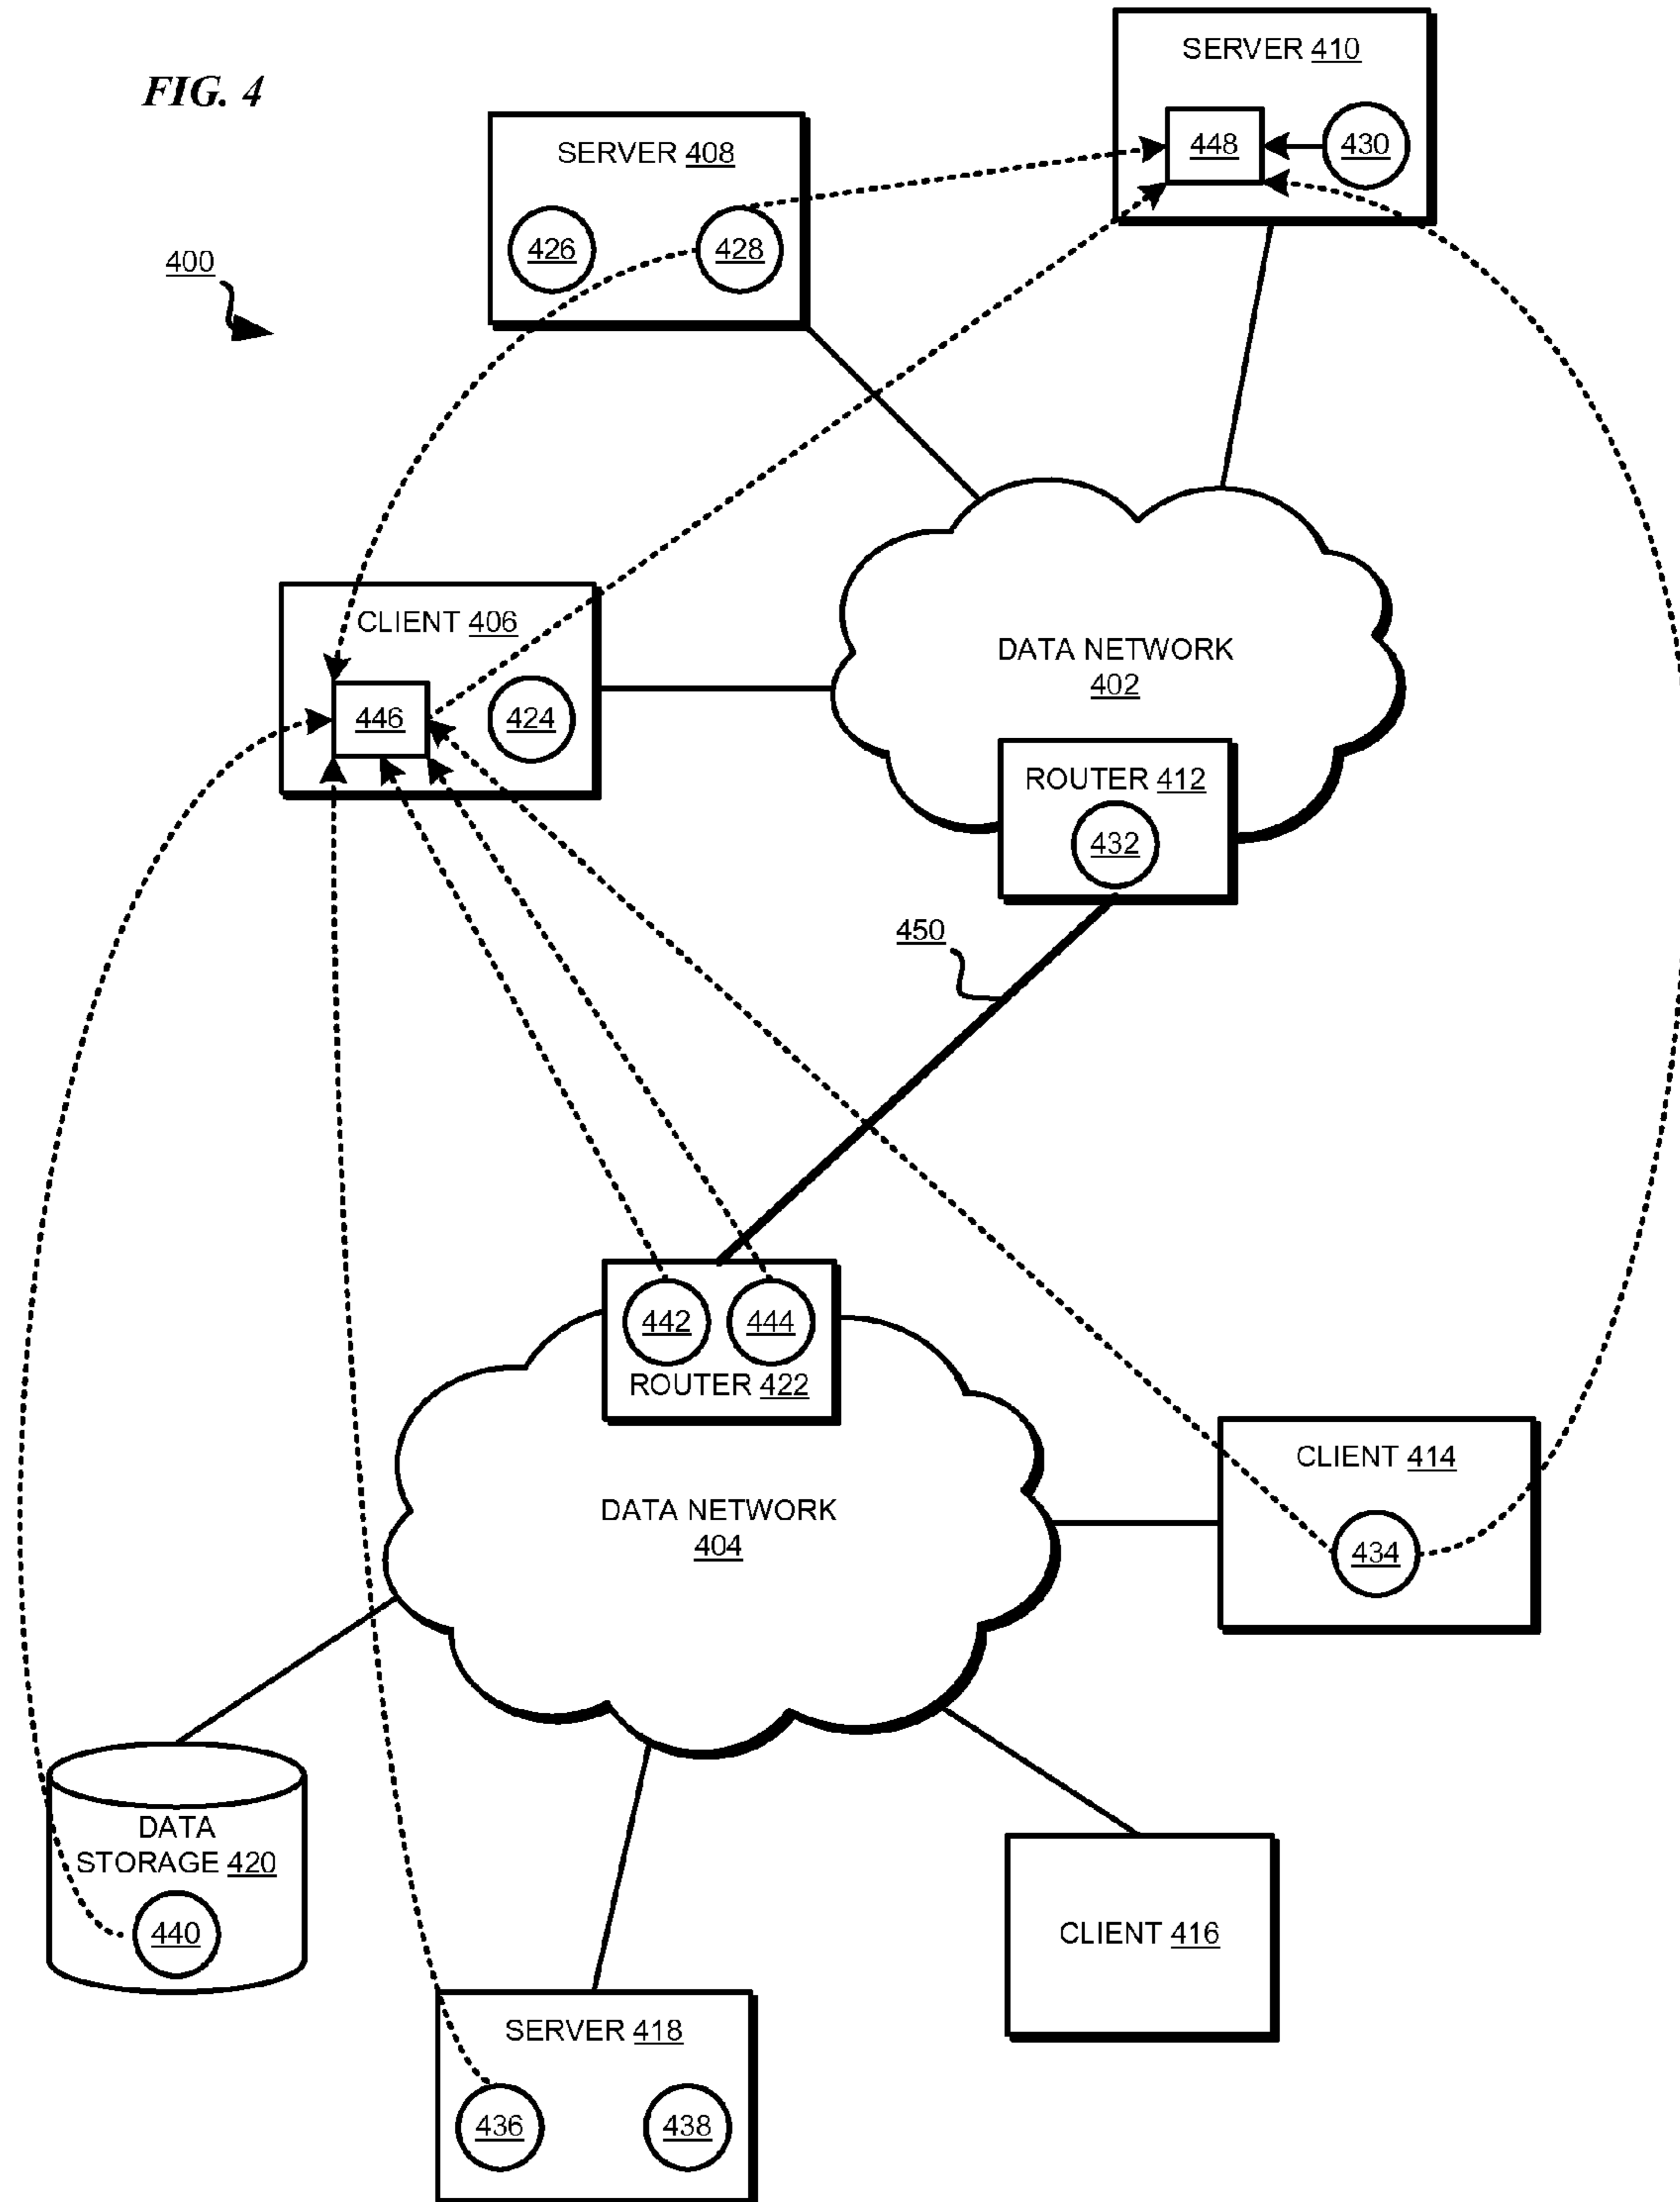 FIG. 4
SERVER 410
448
430
SERVER 408
426
428
400
CLIENT 406
446
424
DATA NETWORK
402
ROUTER 412
432
450
442
444
ROUTER 422
DATA NETWORK
404
CLIENT 414
434
DATA
STORAGE 420
440
CLIENT 416
SERVER 418
436
438